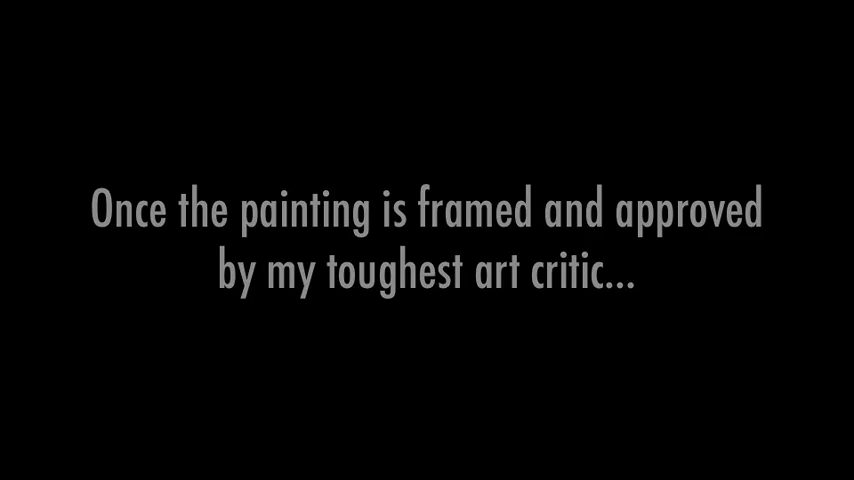 Once the painting is framed and approved
by my toughest art critic...